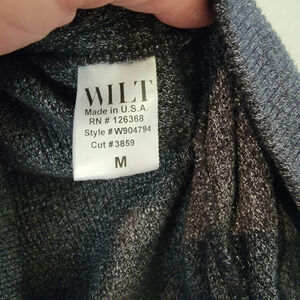 WILT
Made in U.S.A.
RN # 126368
Style #W904794
Cut #3859
M